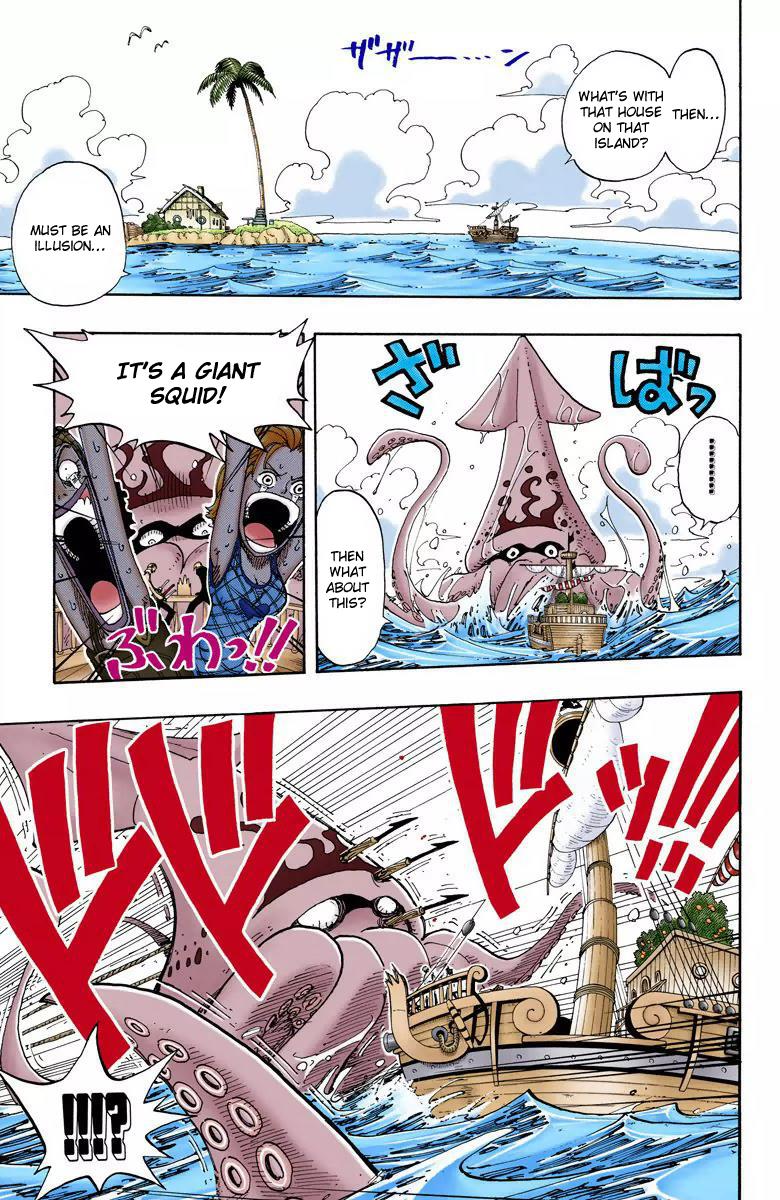 ザザー…ン
THEN...
WHAT'S WITH
THAT HOUSE
ON THAT
ISLAND?
MUST BE AN
ILLUSION...
ばっ
ざ
THEN
WHAT
ABOUT
THIS?
IT'S A GIANT
SQUID!
ぶわっ!!
ドドドドッ!!!
!!!!?